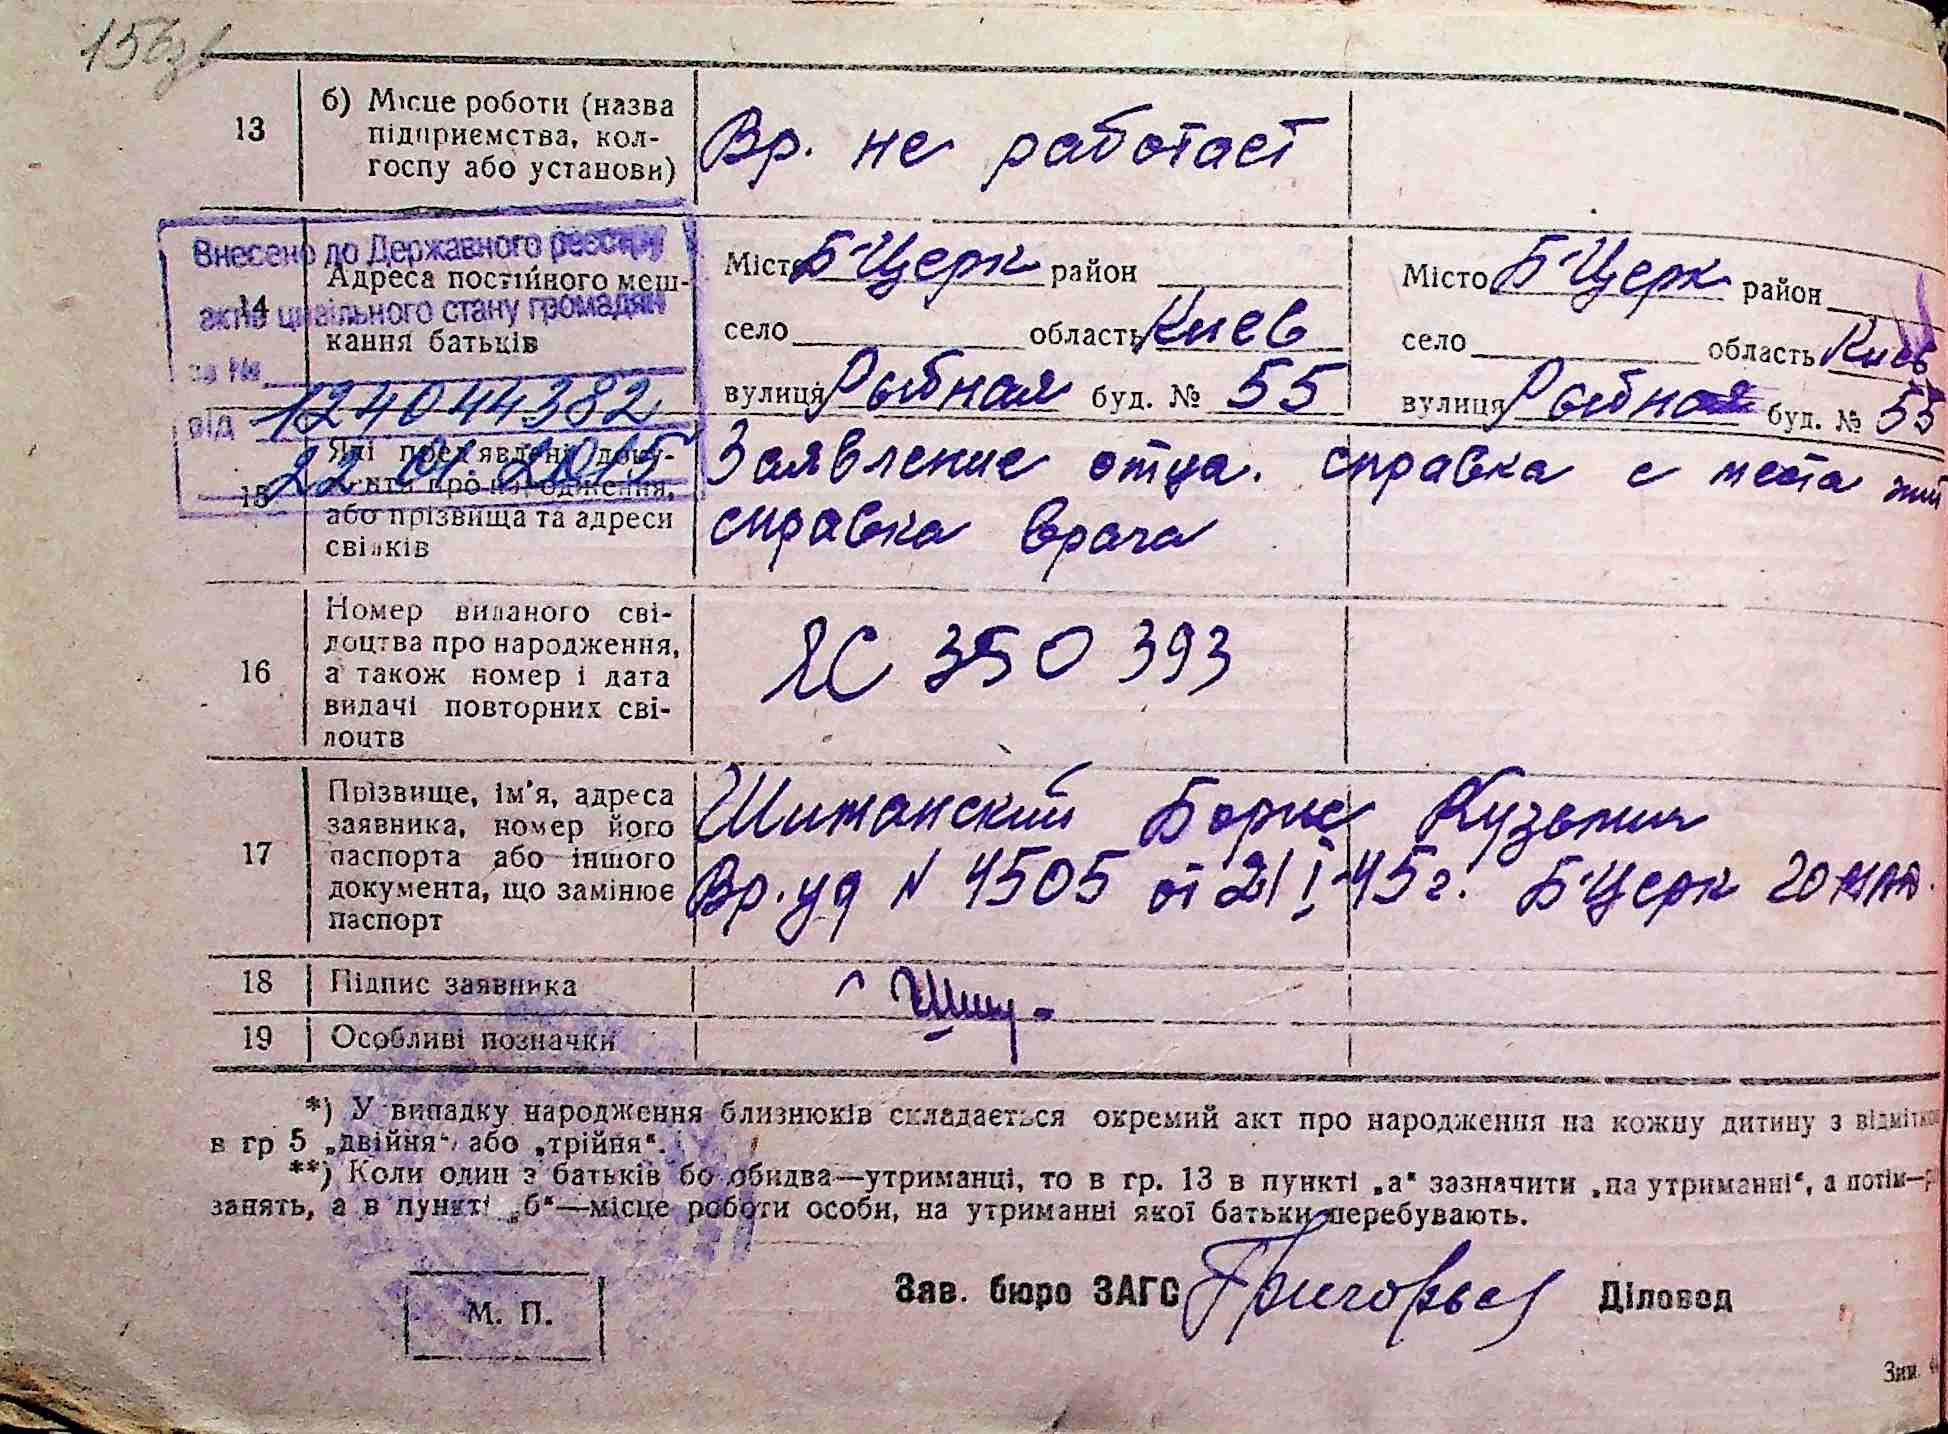 15
13
б) Місце роботи (назва
підприємства, кол-
госпу або установи)
Вр. не работает
Внесено до Державного реєстру
актів цивільного стану громадян
за № 124044382
від 22 01 2015
14
Адреса постійного меш-
кання батьків
Місто Б-Церк район
село область Киев
вулиця Рыбная буд. № 55
Місто Б-Церк район
село область Киев
вулиця Рыбная буд. № 55
15
Які пред'явлені доку-
менти про народження,
або прізвища та адреси
свідків
Заявление отца. справка с места
справка врача
16
Номер виданого сві-
доцтва про народження,
а також номер і дата
видачі повторних сві-
доцтв
ЯС 350393
17
Прізвище, ім'я, адреса
заявника, номер його
паспорта або іншого
документа, що замінює
паспорт
Шиманский Борис Кузьмич
Вр. уд N 4505 от 21 I-45г. Б-Церк 20
18
Підпис заявника
19
Особливі позначки
*) У випадку народження близнюків складається окремий акт про народження на кожну дитину з
в гр 5 „двійня“ або „трійня“.
**) Коли один з батьків бо обидва—утриманці, то в гр. 13 в пункті „а“ зазначити „на утриманні“, а потім—
занять, а в пункті „б“—місце роботи особи, на утриманні якої батьки перебувають.
М. П.
Зав. бюро ЗАГС Григорьев Діловод